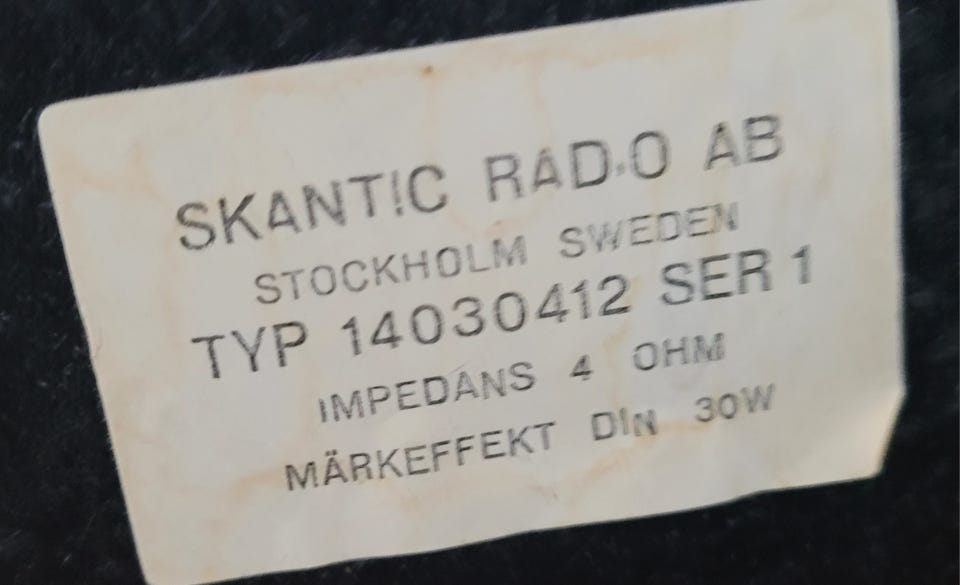 SKANTIC RADIO AB
STOCKHOLM SWEDEN
TYP 14030412 SER 1
IMPEDANS 4 OHM
MÄRKEFFEKT DIN 30W